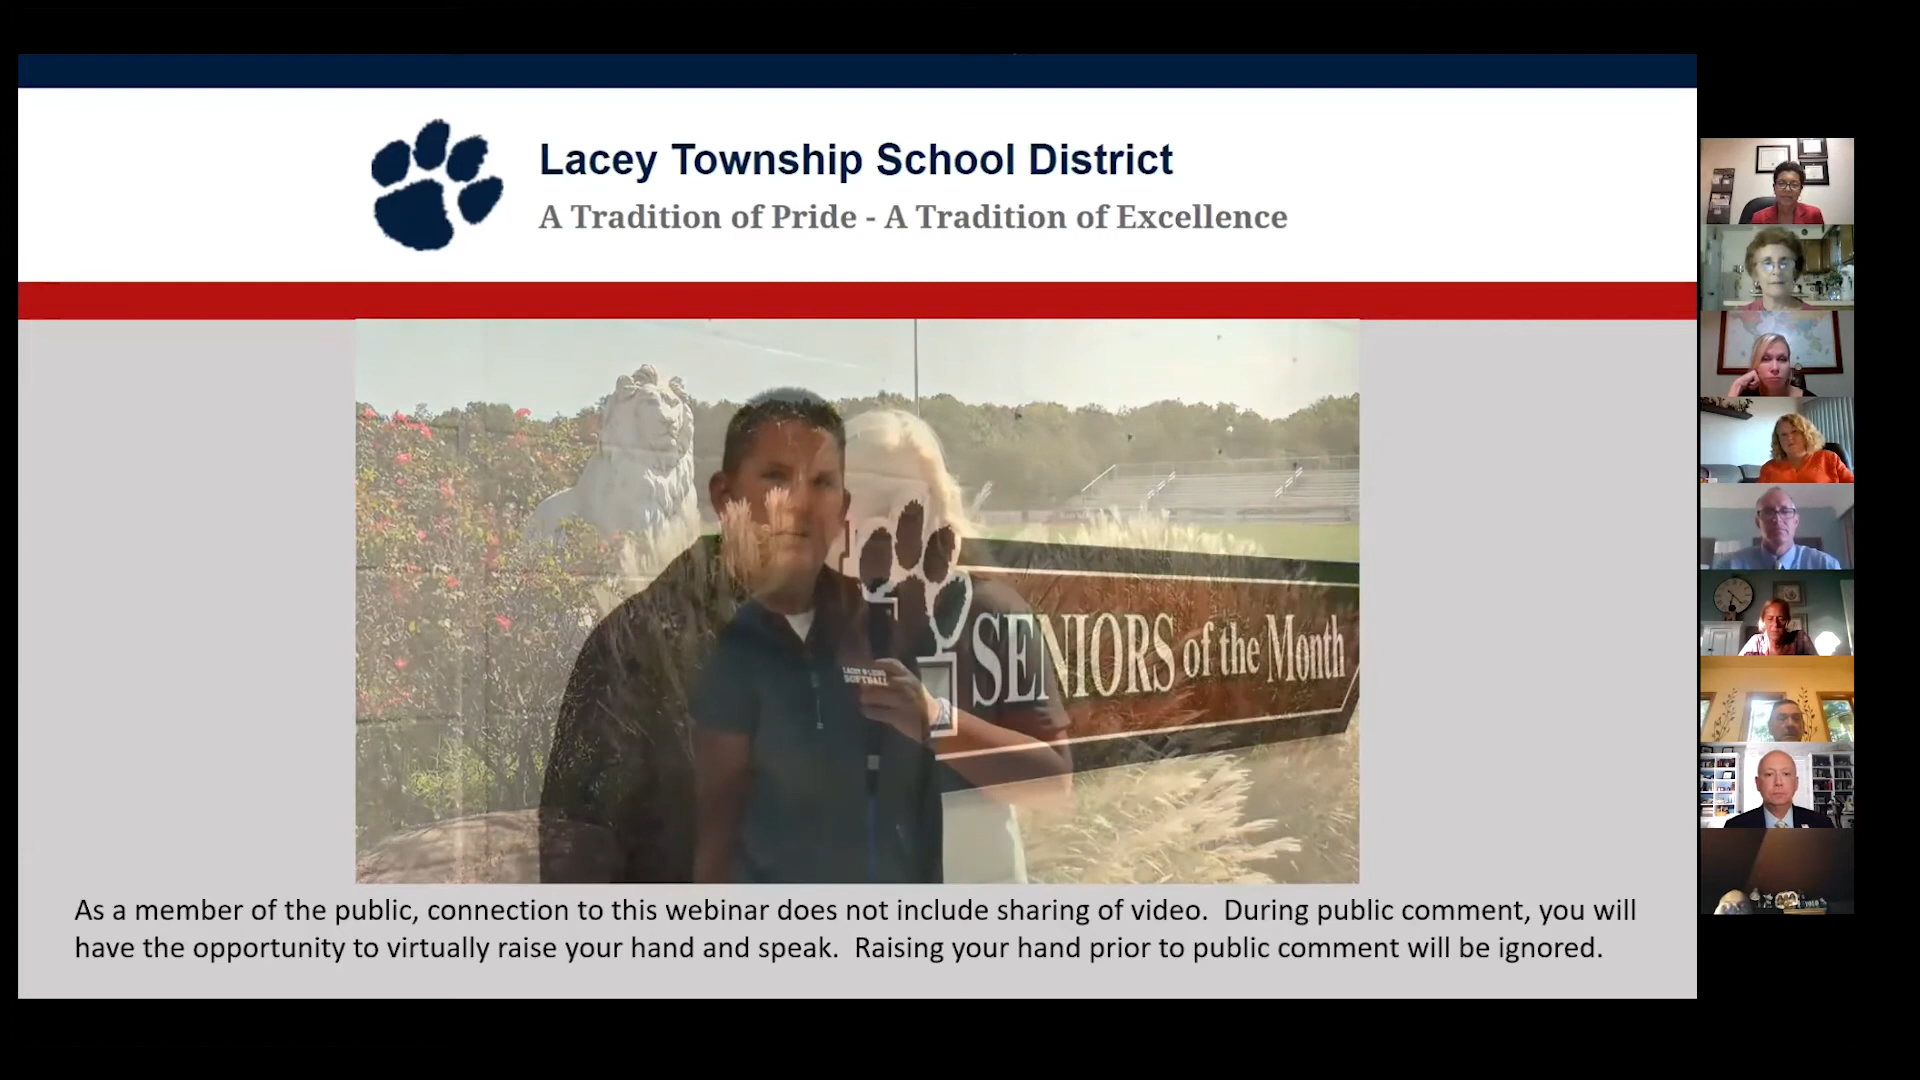 Lacey Township School District
A Tradition of Pride - A Tradition of Excellence
SENIORS of the Month
LACEY LIONS
SOFTBALL
As a member of the public, connection to this webinar does not include sharing of video. During public comment, you will
have the opportunity to virtually raise your hand and speak. Raising your hand prior to public comment will be ignored.